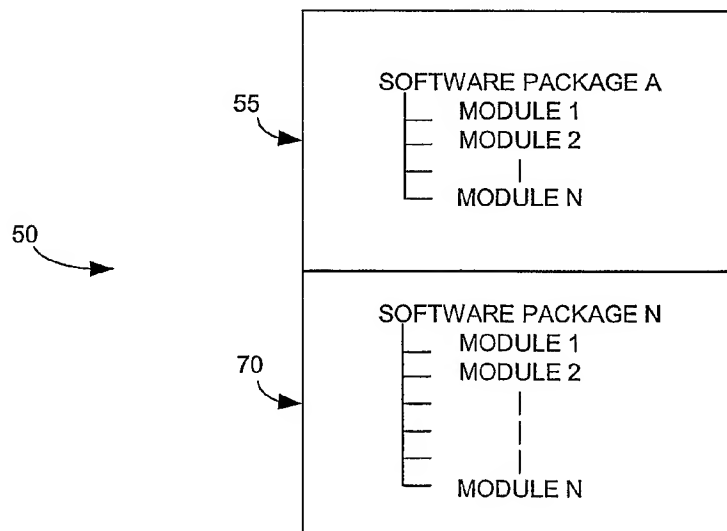 SOFTWARE PACKAGE A
MODULE 1
55
MODULE 2
MODULE N
50
SOFTWARE PACKAGE N
MODULE 1
70
MODULE 2
MODULE N